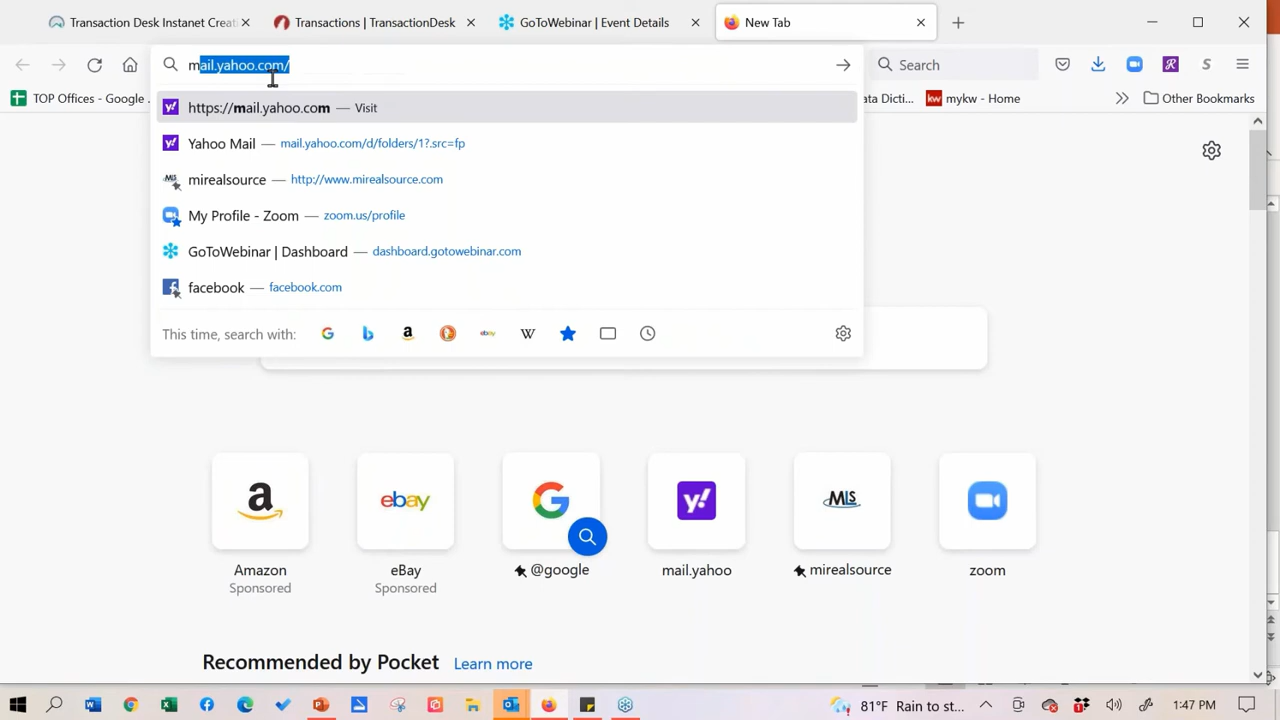 Transaction Desk Instanet Creat
Transactions | TransactionDesk
GoToWebinar | Event Details
New Tab
mail.yahoo.com/
Search
TOP Offices - Google
ata Dict...
mykw - Home
Other Bookmarks
https://mail.yahoo.com — Visit
Yahoo Mail — mail.yahoo.com/d/folders/1?.src=fp
mirealsource — http://www.mirealsource.com
My Profile - Zoom — zoom.us/profile
GoToWebinar | Dashboard — dashboard.gotowebinar.com
facebook — facebook.com
This time, search with:
Amazon
Sponsored
eBay
Sponsored
@google
mail.yahoo
mirealsource
zoom
Recommended by Pocket Learn more
81°F Rain to st...
1:47 PM